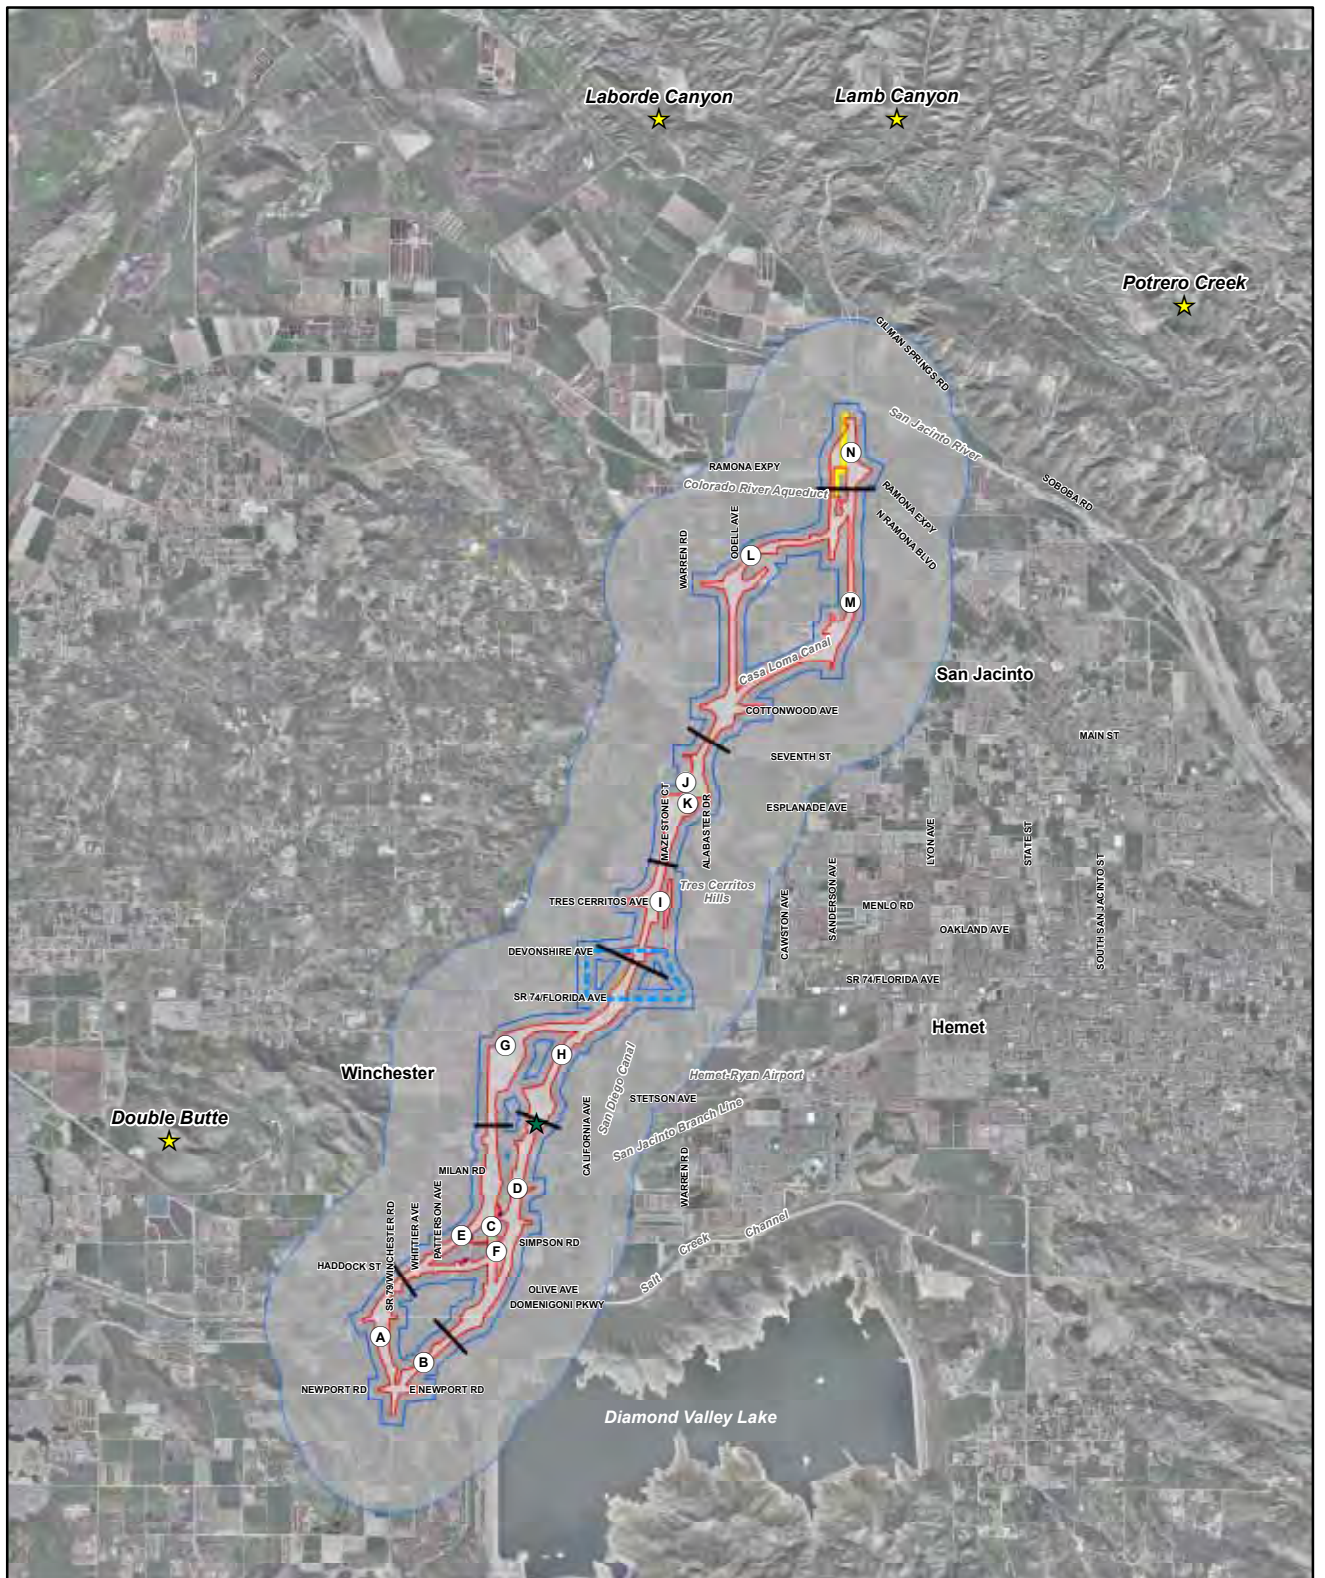 Laborde Canyon
Lamb Canyon
Potrero Creek
GILMAN SPRINGS RD
San Jacinto River
N
RAMONA EXPY
Colorado River Aqueduct
SOBOBA RD
RAMONA EXPY
N RAMONA BLVD
ODELL AVE
WARREN RD
L
M
Casa Loma Canal
San Jacinto
COTTONWOOD AVE
MAIN ST
SEVENTH ST
J
K
MAZE STONE CT
ALABASTER DR
ESPLANADE AVE
LYON AVE
STATE ST
SOUTH SAN JACINTO ST
Tres Cerritos
Hills
TRES CERRITOS AVE
I
CAWSTON AVE
SANDERSON AVE
MENLO RD
OAKLAND AVE
DEVONSHIRE AVE
SR 74/FLORIDA AVE
SR 74/FLORIDA AVE
Hemet
G
H
Winchester
San Diego Canal
Hemet-Ryan Airport
STETSON AVE
San Jacinto Branch Line
Double Butte
CALIFORNIA AVE
WARREN RD
MILAN RD
D
PATTERSON AVE
WHITTIER AVE
SR 79/WINCHESTER RD
C
E
F
SIMPSON RD
Salt Creek Channel
HADDOCK ST
OLIVE AVE
DOMENIGONI PKWY
A
B
NEWPORT RD
E NEWPORT RD
Diamond Valley Lake